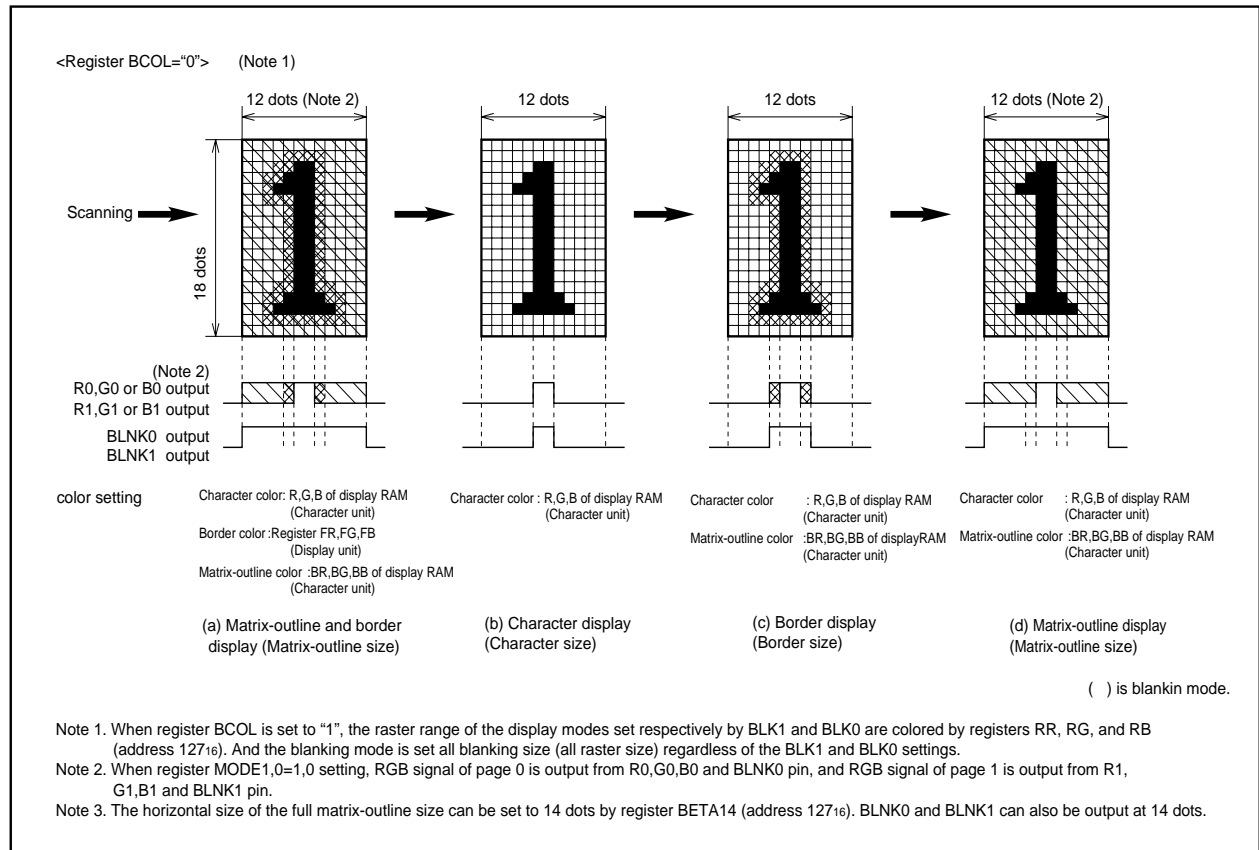 <Register BCOL=“0”> (Note 1)
12 dots (Note 2) 12 dots 12 dots 12 dots (Note 2)
Scanning
18 dots
(Note 2)
R0,G0 or B0 output
R1,G1 or B1 output
BLNK0 output
BLNK1 output
color setting
Character color: R,G,B of display RAM
(Character unit)
Border color :Register FR,FG,FB
(Display unit)
Matrix-outline color :BR,BG,BB of display RAM
(Character unit)
Character color : R,G,B of display RAM
(Character unit)
Character color : R,G,B of display RAM
(Character unit)
Matrix-outline color :BR,BG,BB of displayRAM
(Character unit)
Character color : R,G,B of display RAM
(Character unit)
Matrix-outline color :BR,BG,BB of display RAM
(Character unit)
(a) Matrix-outline and border
display (Matrix-outline size)
(b) Character display
(Character size)
(c) Border display
(Border size)
(d) Matrix-outline display
(Matrix-outline size)
( ) is blankin mode.
Note 1. When register BCOL is set to “1”, the raster range of the display modes set respectively by BLK1 and BLK0 are colored by registers RR, RG, and RB
(address 12716). And the blanking mode is set all blanking size (all raster size) regardless of the BLK1 and BLK0 settings.
Note 2. When register MODE1,0=1,0 setting, RGB signal of page 0 is output from R0,G0,B0 and BLNK0 pin, and RGB signal of page 1 is output from R1,
G1,B1 and BLNK1 pin.
Note 3. The horizontal size of the full matrix-outline size can be set to 14 dots by register BETA14 (address 12716). BLNK0 and BLNK1 can also be output at 14 dots.